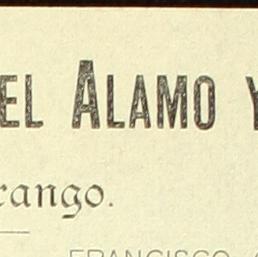 EL ALAMO Y
rango.
FRANCISCO